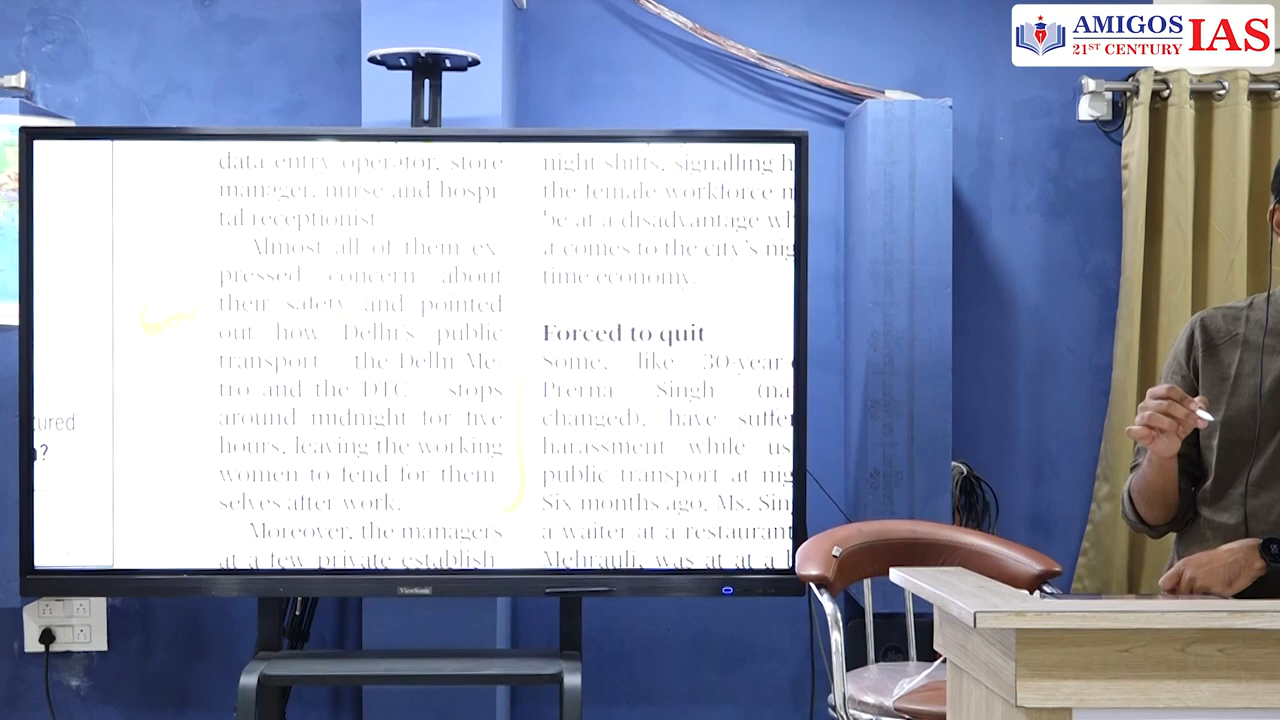 AMIGOS
21ST CENTURY
IAS
data entry operator, store
manager, nurse and hospi
tal receptionist
Almost all of them ex
pressed concern about
their safety and pointed
out how Delhi's public
transport the Delhi Me-
tro and the DTC stops
around midnight for five
hours, leaving the working
women to fend for them
selves after work.
Moreover, the managers
at a few private establish
night shifts, signalling h
the female workforce m
be at a disadvantage wh
it comes to the city's nig
time economy.
Forced to quit
Some, like 30-year-
Prerna Singh (na
changed), have suffer
harassment while us
public transport at nig
Six months ago, Ms. Sin
a waiter at a restaurant
Mehrauli, was at a
tured
?
ViewSonic